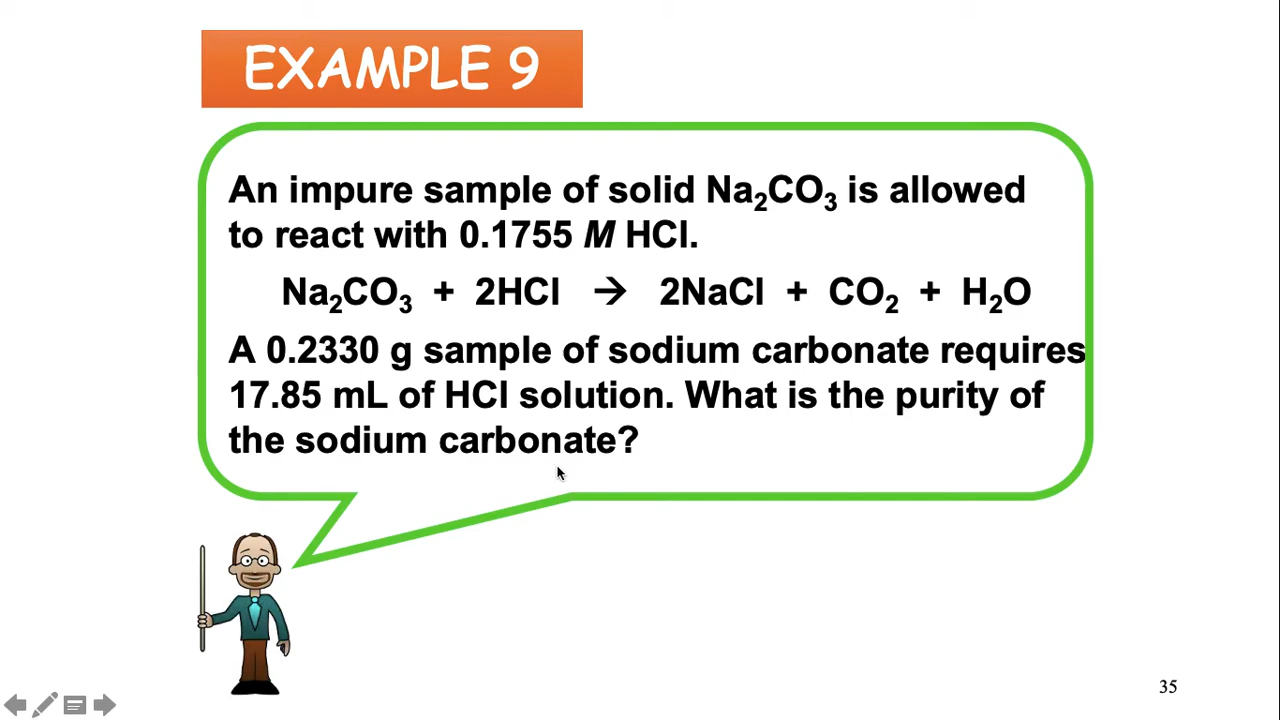 EXAMPLE 9
An impure sample of solid Na₂CO₃ is allowed
to react with 0.1755 M HCl.
Na₂CO₃ + 2HCl → 2NaCl + CO₂ + H₂O
A 0.2330 g sample of sodium carbonate requires
17.85 mL of HCl solution. What is the purity of
the sodium carbonate?
35